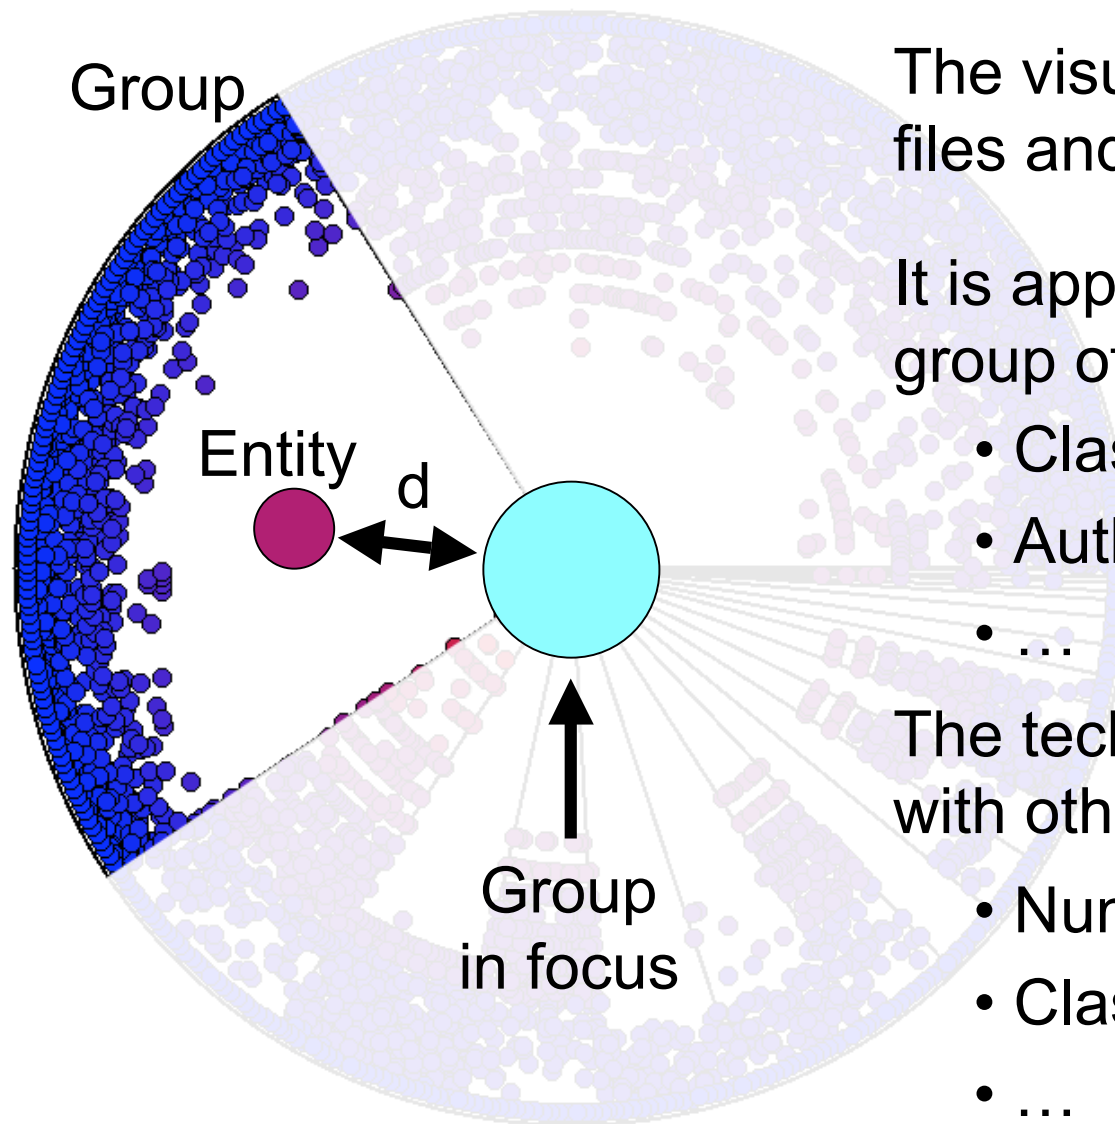 Group
Entity
d
Group
in focus
The visu
files and
It is app
group of
• Clas
• Auth
• ...
The tech
with oth
• Nur
• Clas
• ...